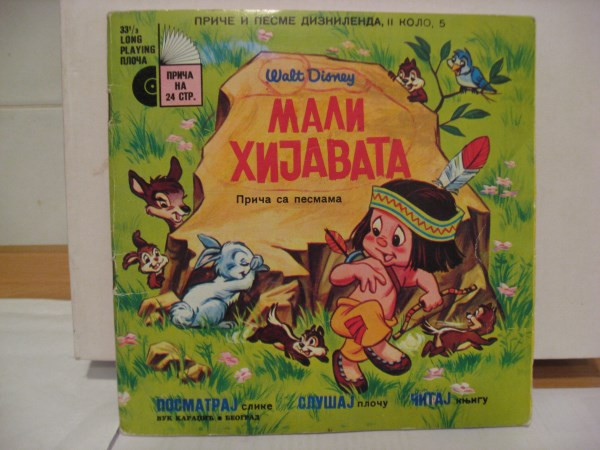 ПРИЧЕ И ПЕСМЕ ДИЗНИЛЕНДА, II КОЛО, 5
33¹/₃
LONG
PLAYING
ПЛОЧА
ПРИЧА
НА
24 СТР.
Walt Disney
МАЛИ
ХИЈАВАТА
Прича са песмама
ПОСМАТРАЈ слике СЛУШАЈ плочу ЧИТАЈ књигу
ВУК КАРАЏИЋ • БЕОГРАД